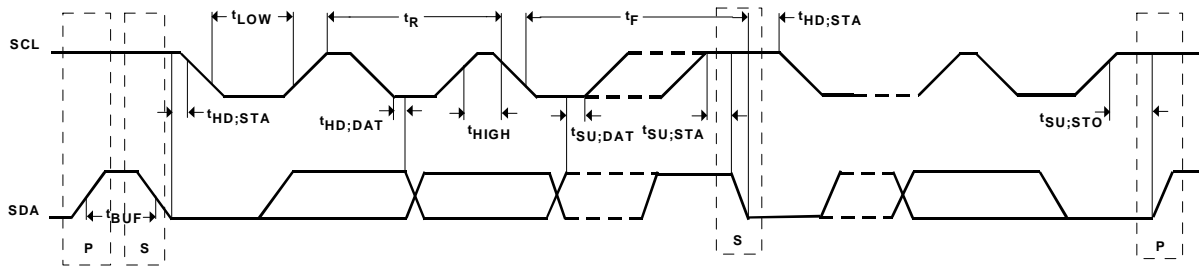 tLOW
tR
tF
tHD;STA
SCL
tHD;STA
tHD;DAT
tHIGH
tSU;DAT
tSU;STA
tSU;STO
SDA
tBUF
P
S
S
P